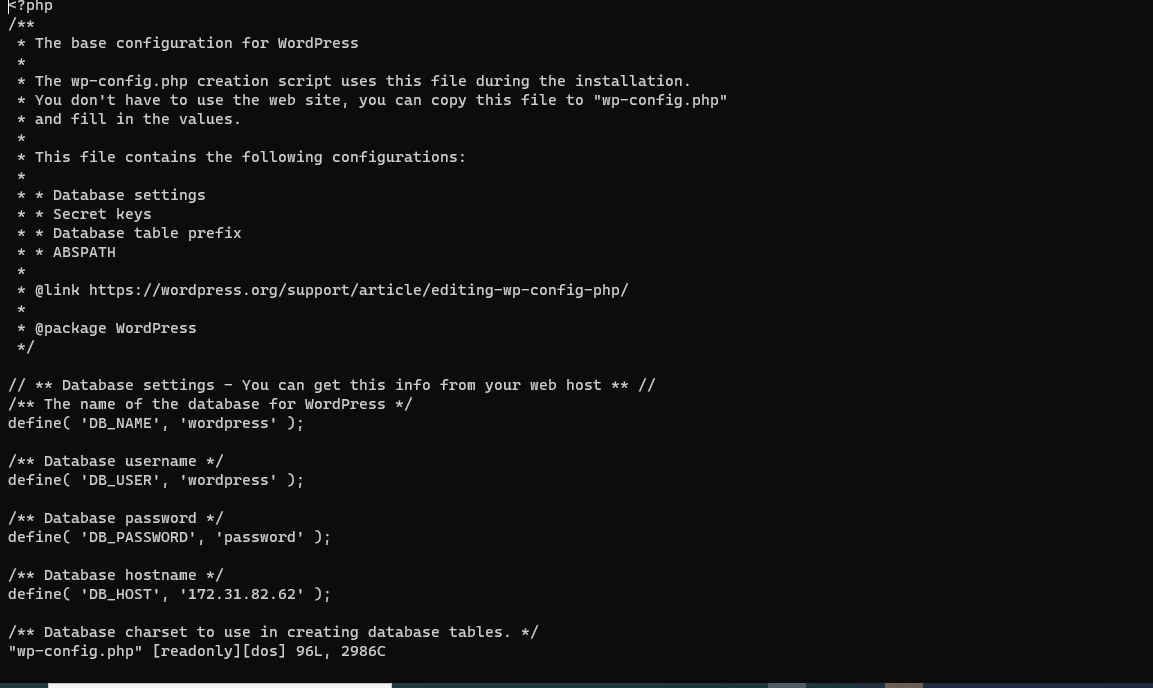 <?php
/**
 * The base configuration for WordPress
 *
 * The wp-config.php creation script uses this file during the installation.
 * You don't have to use the web site, you can copy this file to "wp-config.php"
 * and fill in the values.
 *
 * This file contains the following configurations:
 *
 * * Database settings
 * * Secret keys
 * * Database table prefix
 * * ABSPATH
 *
 * @link https://wordpress.org/support/article/editing-wp-config-php/
 *
 * @package WordPress
 */

// ** Database settings - You can get this info from your web host ** //
/** The name of the database for WordPress */
define( 'DB_NAME', 'wordpress' );

/** Database username */
define( 'DB_USER', 'wordpress' );

/** Database password */
define( 'DB_PASSWORD', 'password' );

/** Database hostname */
define( 'DB_HOST', '172.31.82.62' );

/** Database charset to use in creating database tables. */
"wp-config.php" [readonly][dos] 96L, 2986C